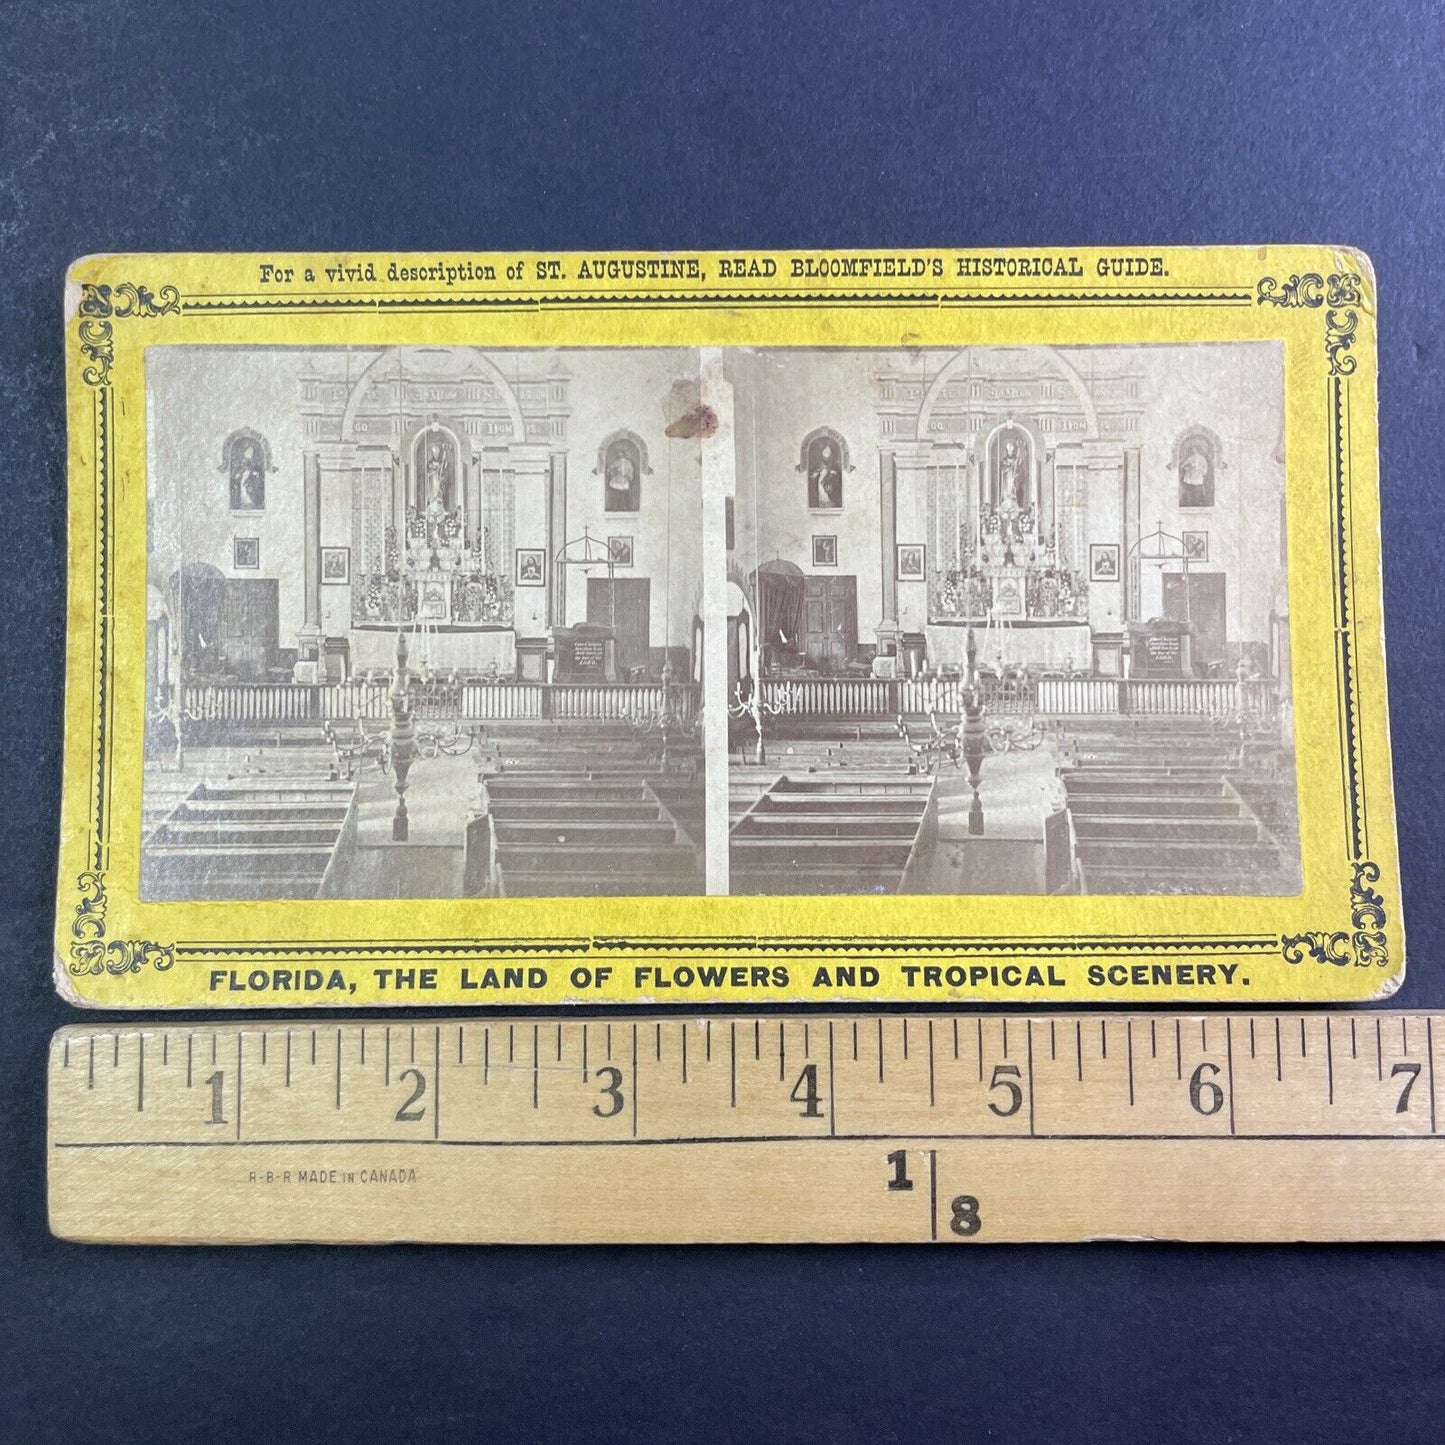 For a vivid description of ST. AUGUSTINE, READ BLOOMFIELD'S HISTORICAL GUIDE.
FLORIDA, THE LAND OF FLOWERS AND TROPICAL SCENERY.
1 2 3 4 5 6 7
R-B-R MADE IN CANADA
1
8